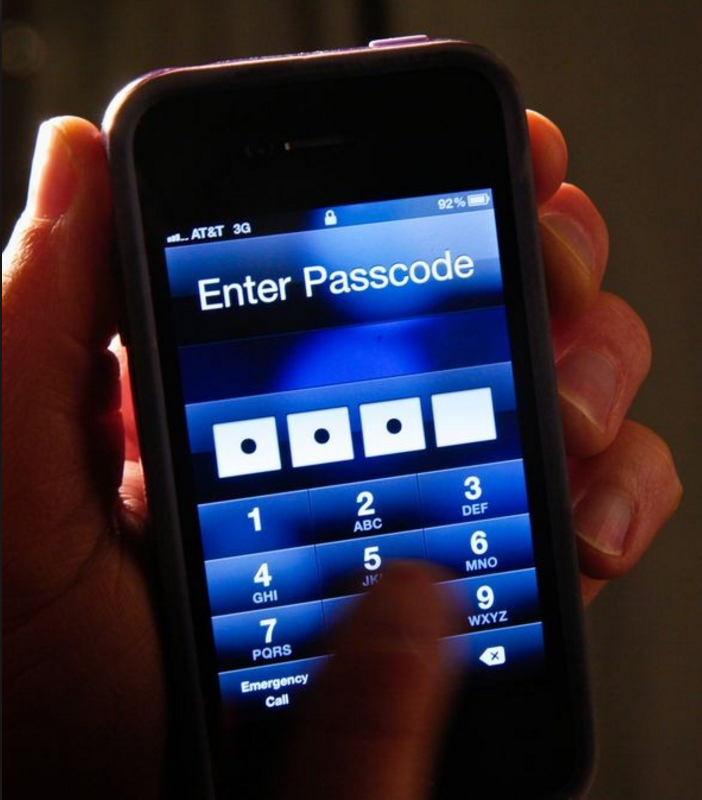 AT&T 3G 92%
Enter Passcode
1 2 3
ABC DEF
4 5 6
GHI MNO
7 9
PQRS WXYZ
Emergency
Call